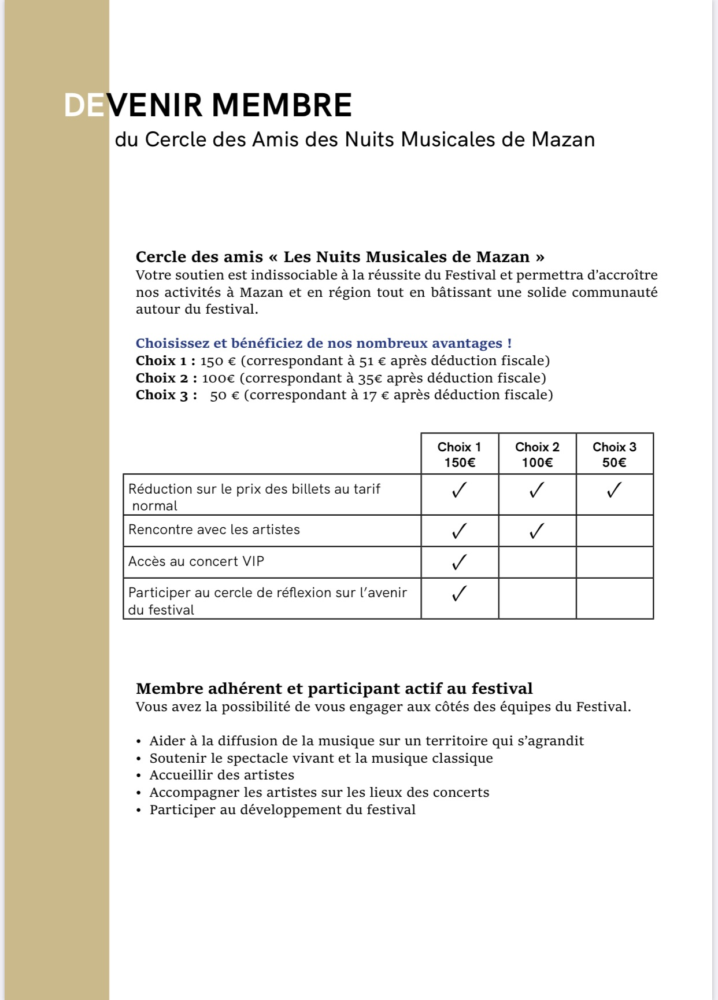 DEVENIR MEMBRE
du Cercle des Amis des Nuits Musicales de Mazan
Cercle des amis « Les Nuits Musicales de Mazan »
Votre soutien est indissociable à la réussite du Festival et permettra d'accroître
nos activités à Mazan et en région tout en bâtissant une solide communauté
autour du festival.
Choisissez et bénéficiez de nos nombreux avantages !
Choix 1 : 150 € (correspondant à 51 € après déduction fiscale)
Choix 2 : 100€ (correspondant à 35€ après déduction fiscale)
Choix 3 : 50 € (correspondant à 17 € après déduction fiscale)
Choix 1 Choix 2 Choix 3
150€ 100€ 50€
Réduction sur le prix des billets au tarif ✓ ✓ ✓
normal
Rencontre avec les artistes ✓ ✓
Accès au concert VIP ✓
Participer au cercle de réflexion sur l’avenir ✓
du festival
Membre adhérent et participant actif au festival
Vous avez la possibilité de vous engager aux côtés des équipes du Festival.
• Aider à la diffusion de la musique sur un territoire qui s’agrandit
• Soutenir le spectacle vivant et la musique classique
• Accueillir des artistes
• Accompagner les artistes sur les lieux des concerts
• Participer au développement du festival